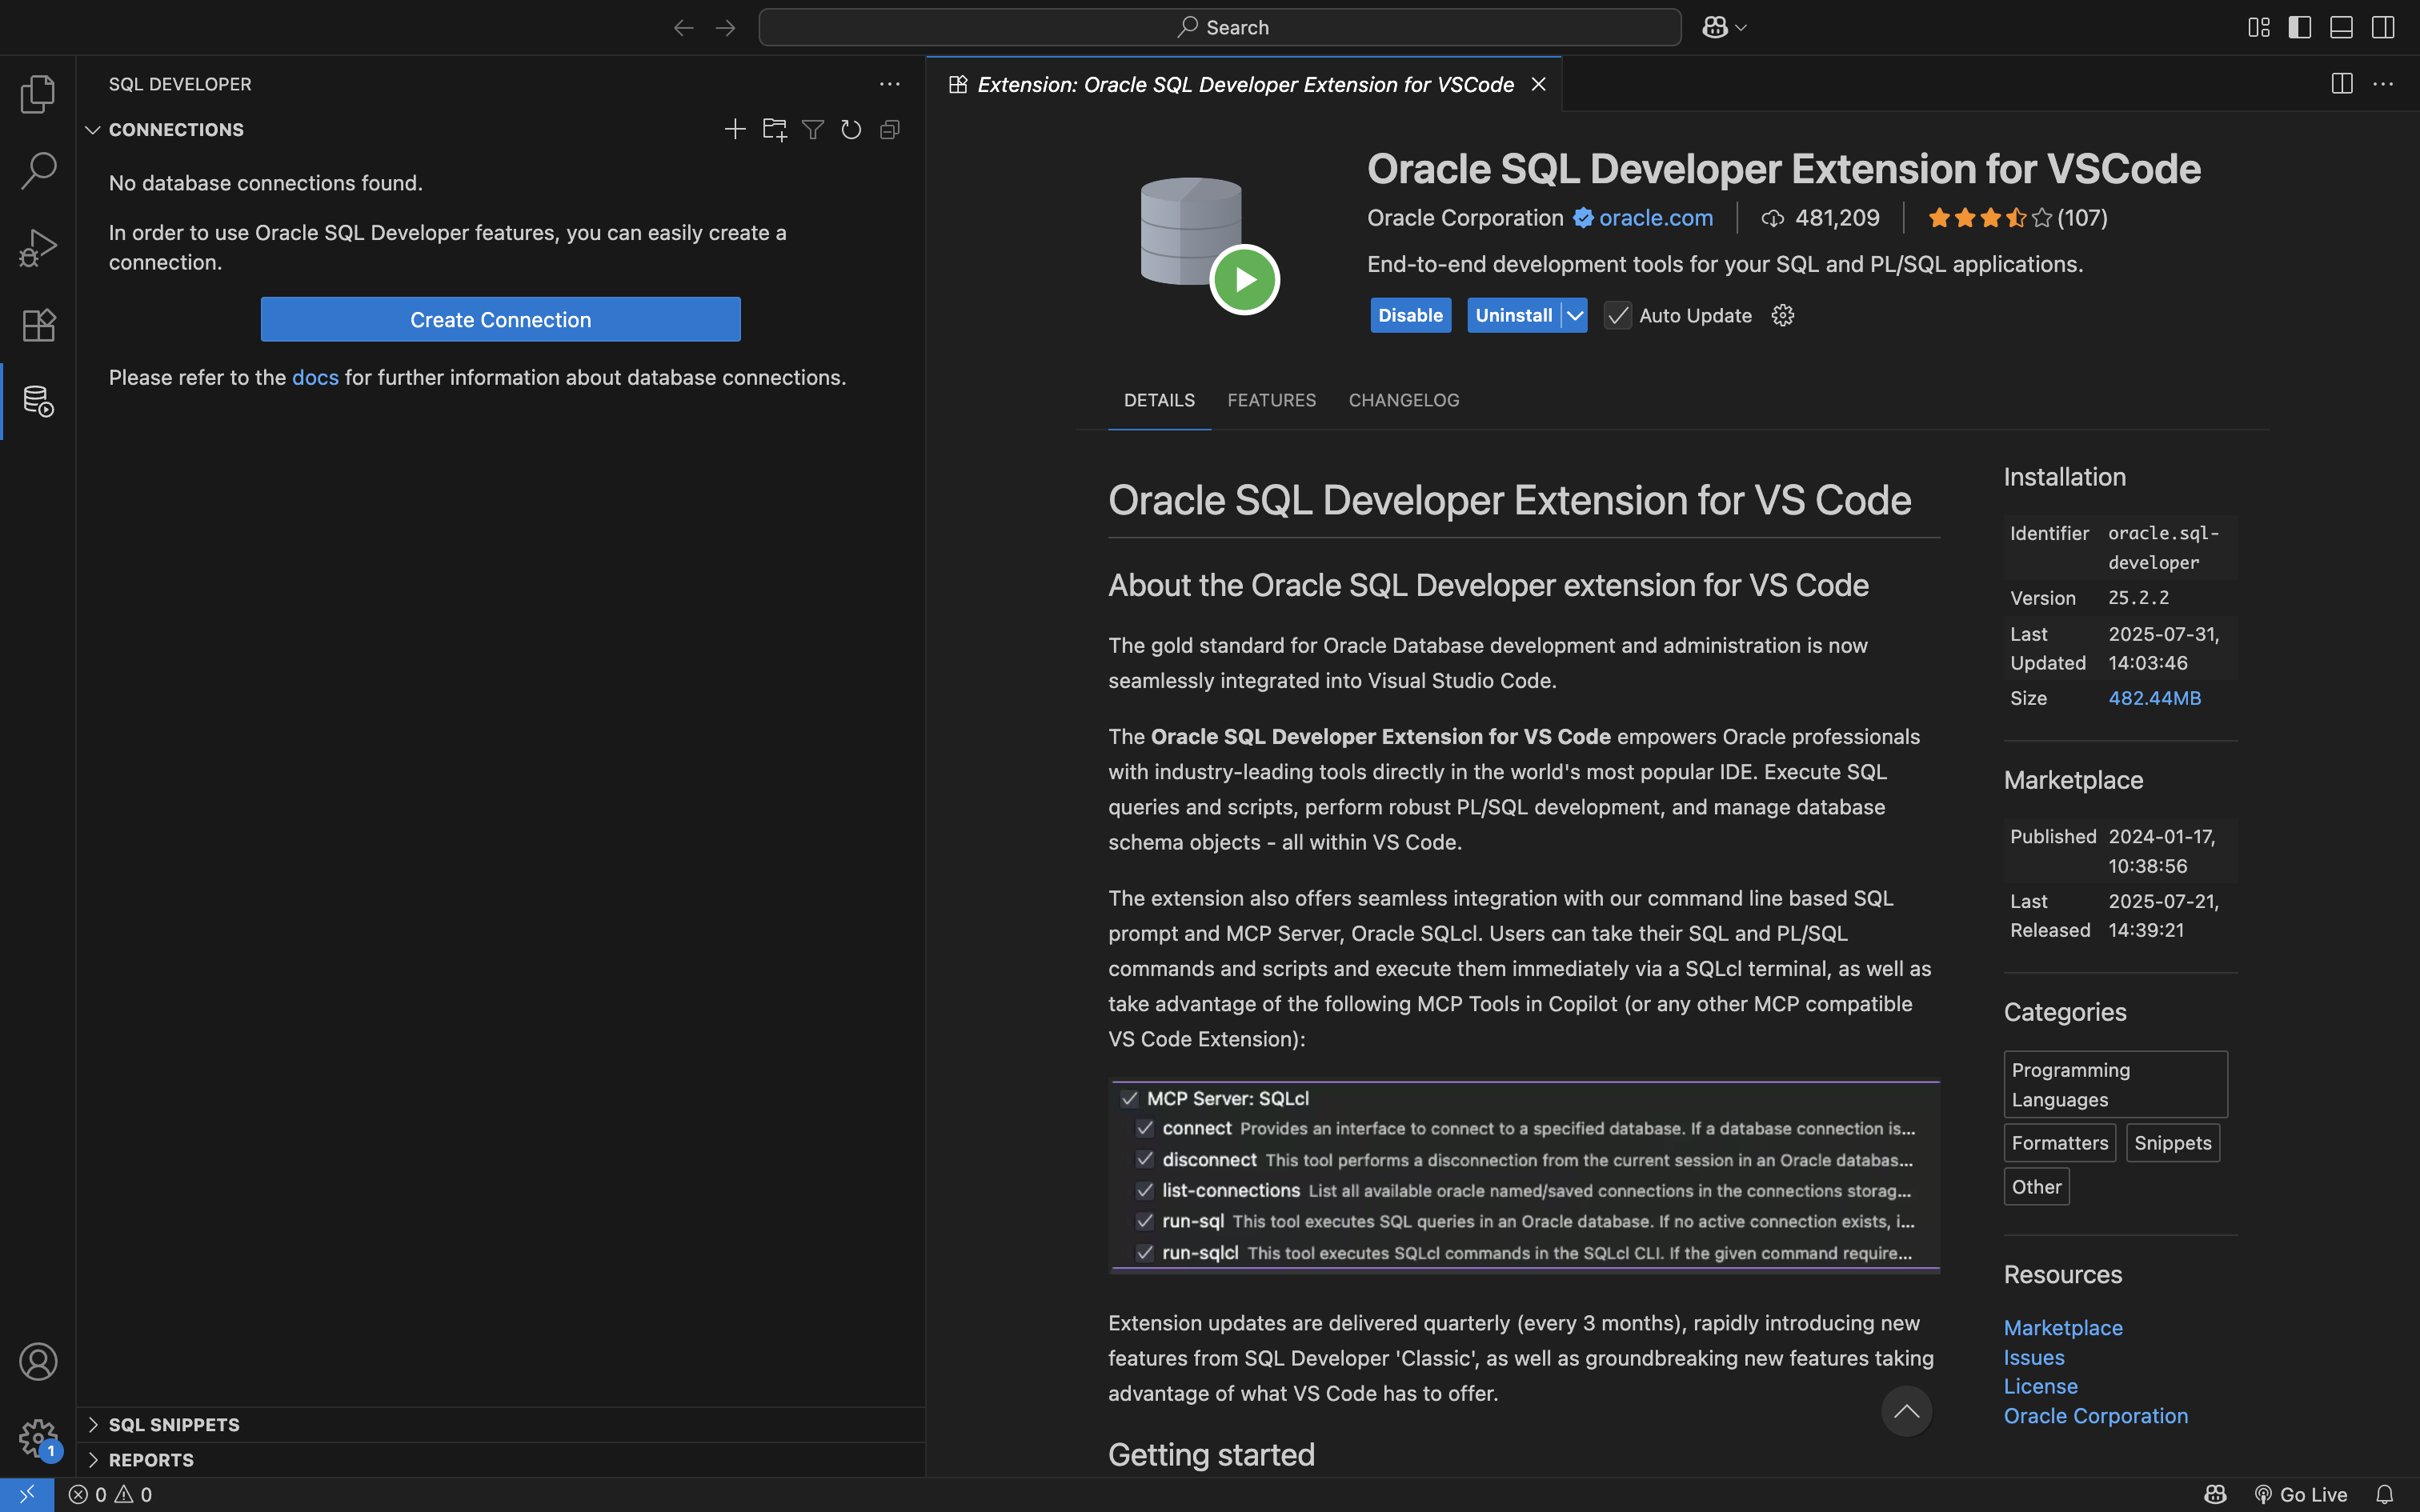 Search
SQL DEVELOPER
CONNECTIONS
No database connections found.
In order to use Oracle SQL Developer features, you can easily create a
connection.
Create Connection
Please refer to the docs for further information about database connections.
SQL SNIPPETS
REPORTS
Extension: Oracle SQL Developer Extension for VSCode
Oracle SQL Developer Extension for VSCode
Oracle Corporation oracle.com 481,209 (107)
End-to-end development tools for your SQL and PL/SQL applications.
Disable Uninstall Auto Update
DETAILS FEATURES CHANGELOG
Oracle SQL Developer Extension for VS Code
About the Oracle SQL Developer extension for VS Code
The gold standard for Oracle Database development and administration is now
seamlessly integrated into Visual Studio Code.
The Oracle SQL Developer Extension for VS Code empowers Oracle professionals
with industry-leading tools directly in the world's most popular IDE. Execute SQL
queries and scripts, perform robust PL/SQL development, and manage database
schema objects - all within VS Code.
The extension also offers seamless integration with our command line based SQL
prompt and MCP Server, Oracle SQLcl. Users can take their SQL and PL/SQL
commands and scripts and execute them immediately via a SQLcl terminal, as well as
take advantage of the following MCP Tools in Copilot (or any other MCP compatible
VS Code Extension):
MCP Server: SQLcl
connect Provides an interface to connect to a specified database. If a database connection is...
disconnect This tool performs a disconnection from the current session in an Oracle databas...
list-connections List all available oracle named/saved connections in the connections storag...
run-sql This tool executes SQL queries in an Oracle database. If no active connection exists, i...
run-sqlcl This tool executes SQLcl commands in the SQLcl CLI. If the given command require...
Extension updates are delivered quarterly (every 3 months), rapidly introducing new
features from SQL Developer 'Classic', as well as groundbreaking new features taking
advantage of what VS Code has to offer.
Getting started
Installation
Identifier oracle.sql-
developer
Version 25.2.2
Last 2025-07-31,
Updated 14:03:46
Size 482.44MB
Marketplace
Published 2024-01-17,
10:38:56
Last 2025-07-21,
Released 14:39:21
Categories
Programming
Languages
Formatters Snippets
Other
Resources
Marketplace
Issues
License
Oracle Corporation
1
0 0
Go Live